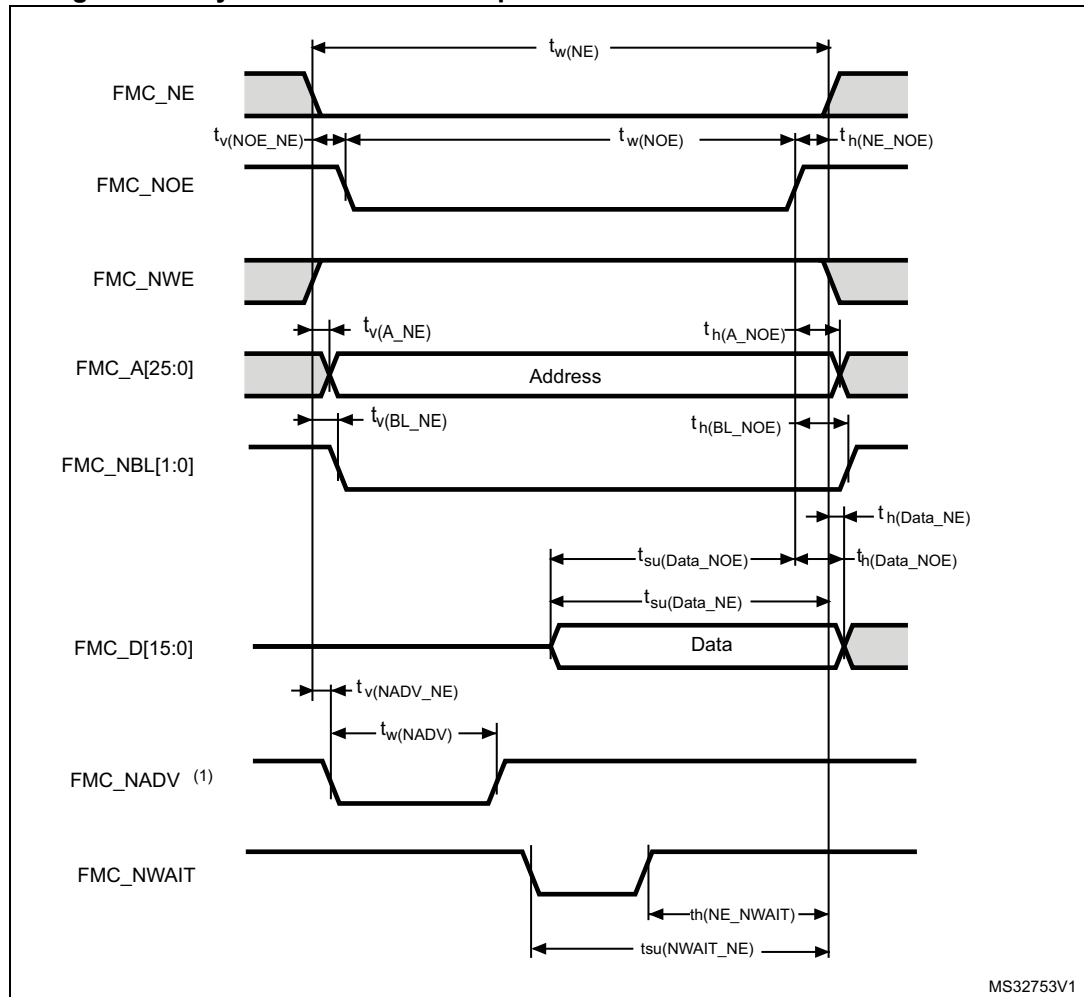 tw(NE)
FMC_NE
tv(NOE_NE)
tw(NOE)
th(NE_NOE)
FMC_NOE
FMC_NWE
tv(A_NE)
th(A_NOE)
FMC_A[25:0]
Address
tv(BL_NE)
th(BL_NOE)
FMC_NBL[1:0]
th(Data_NE)
tsu(Data_NOE)
th(Data_NOE)
tsu(Data_NE)
FMC_D[15:0]
Data
tv(NADV_NE)
tw(NADV)
FMC_NADV (1)
FMC_NWAIT
th(NE_NWAIT)
tsu(NWAIT_NE)
MS32753V1